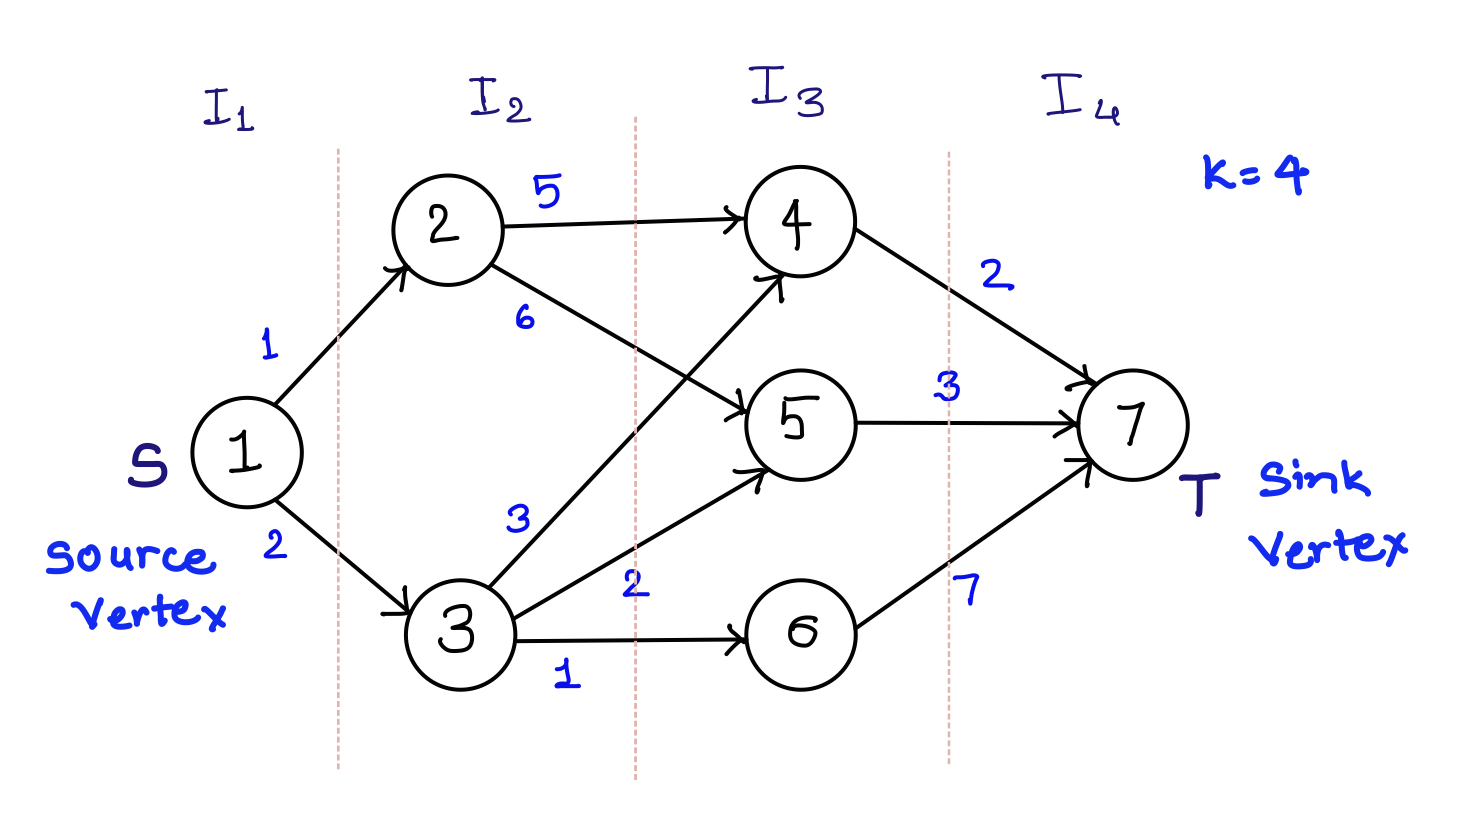 I1 I2 I3 I4
K=4
2 5 4
1 6 2
S 1 5 3 7
T Sink
Vertex
Source
Vertex
2 3 2 7
3 1 6